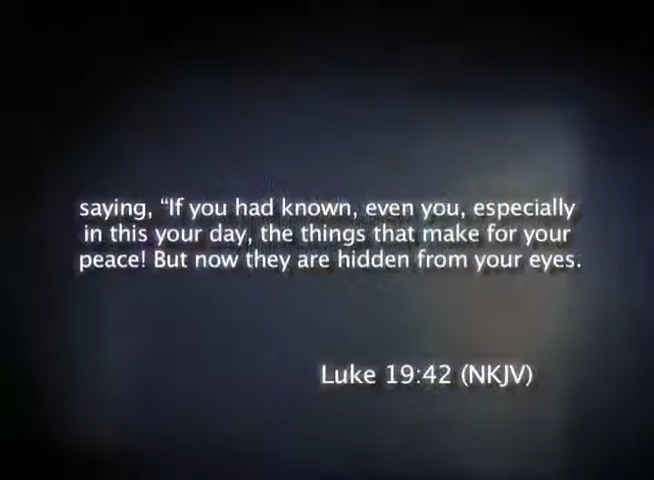 saying, “If you had known, even you, especially
in this your day, the things that make for your
peace! But now they are hidden from your eyes.
Luke 19:42 (NKJV)